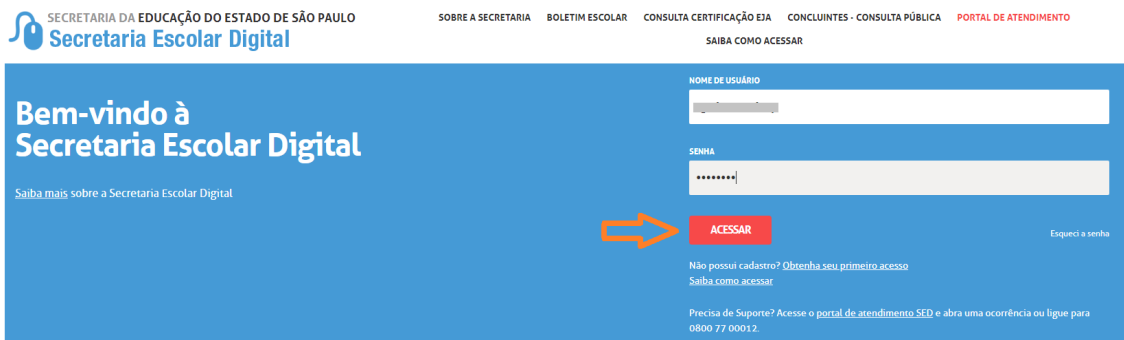 SECRETARIA DA EDUCAÇÃO DO ESTADO DE SÃO PAULO
Secretaria Escolar Digital
SOBRE A SECRETARIA BOLETIM ESCOLAR CONSULTA CERTIFICAÇÃO EJA CONCLUINTES - CONSULTA PÚBLICA PORTAL DE ATENDIMENTO
SAIBA COMO ACESSAR
Bem-vindo à
Secretaria Escolar Digital
Saiba mais sobre a Secretaria Escolar Digital
NOME DE USUÁRIO
SENHA
••••••••
ACESSAR
Esqueci a senha
Não possui cadastro? Obtenha seu primeiro acesso
Saiba como acessar
Precisa de Suporte? Acesse o portal de atendimento SED e abra uma ocorrência ou ligue para
0800 77 00012.